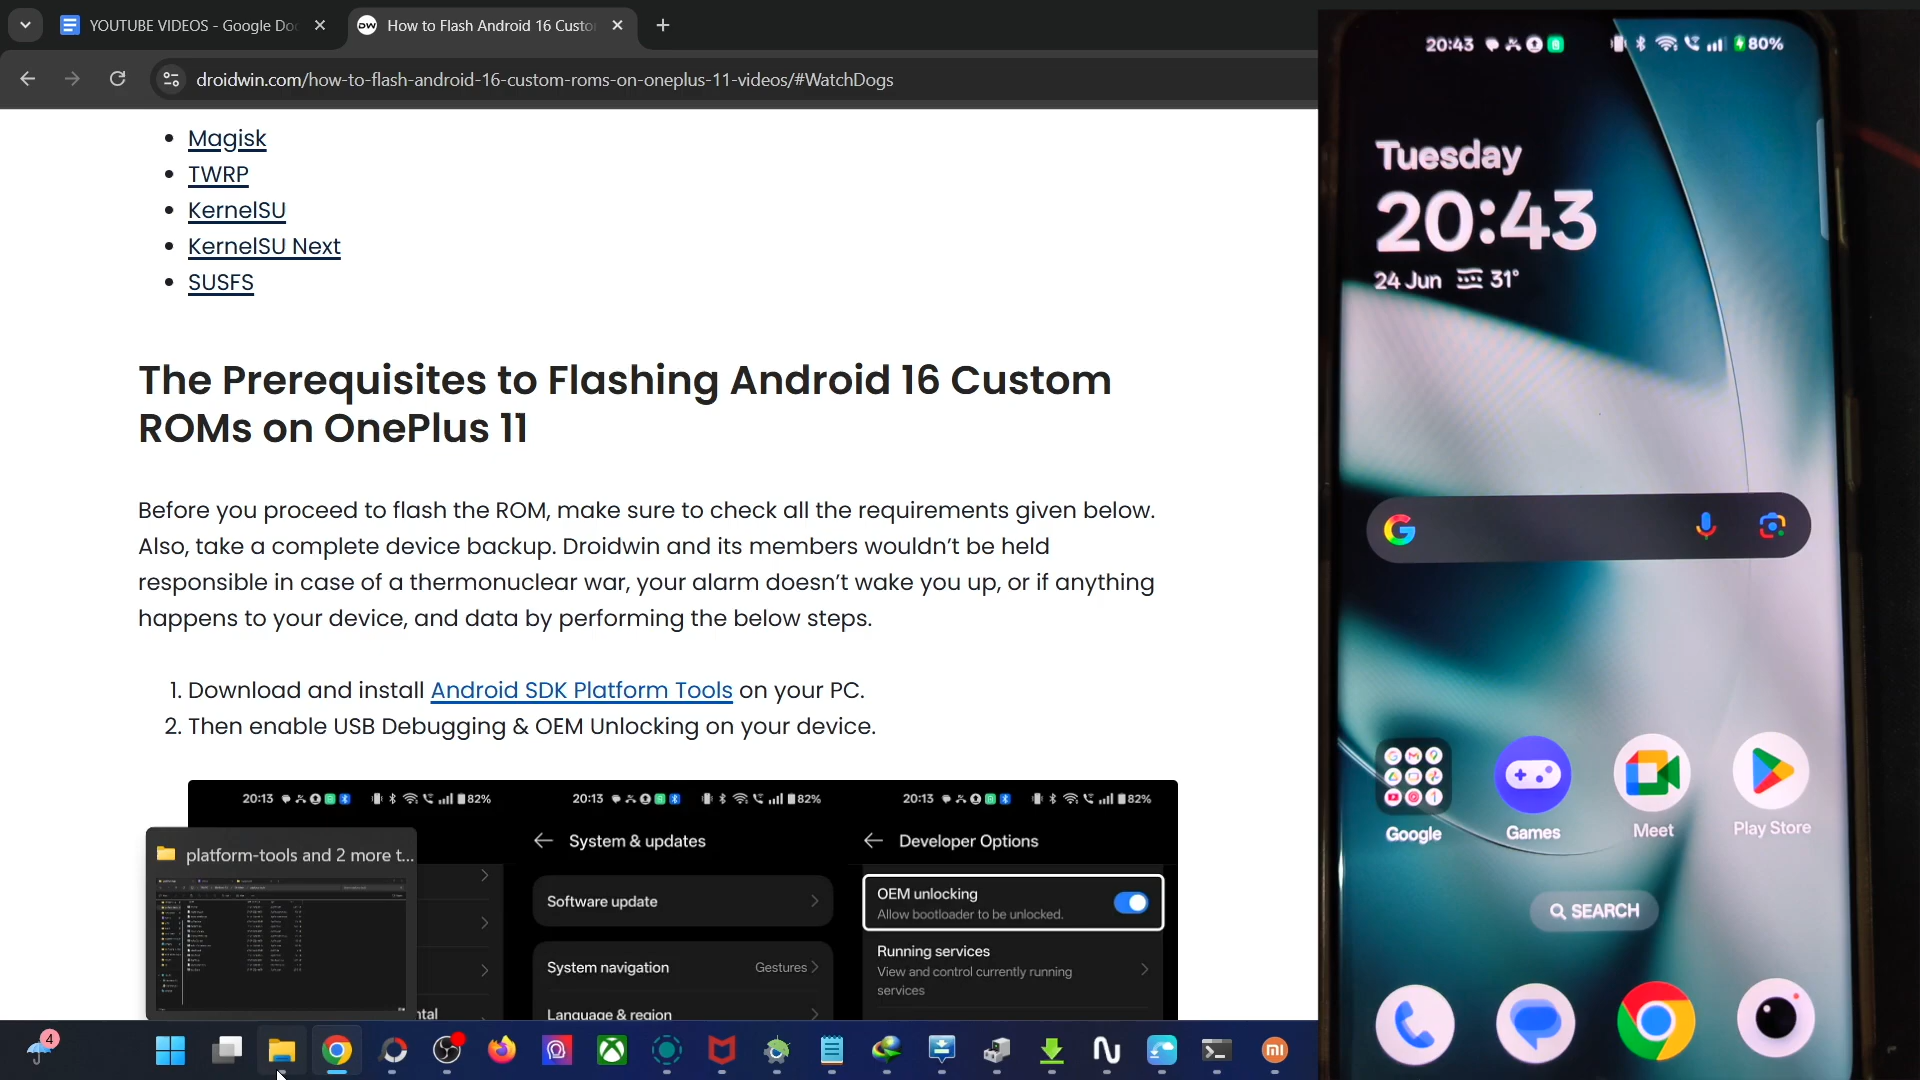 YOUTUBE VIDEOS - Google Do
How to Flash Android 16 Custo
droidwin.com/how-to-flash-android-16-custom-roms-on-oneplus-11-videos/#WatchDogs
Magisk
TWRP
KernelSU
KernelSU Next
SUSFS
The Prerequisites to Flashing Android 16 Custom
ROMs on OnePlus 11
Before you proceed to flash the ROM, make sure to check all the requirements given below.
Also, take a complete device backup. Droidwin and its members wouldn't be held
responsible in case of a thermonuclear war, your alarm doesn't wake you up, or if anything
happens to your device, and data by performing the below steps.
1. Download and install Android SDK Platform Tools on your PC.
2. Then enable USB Debugging & OEM Unlocking on your device.
20:13 82%
20:13 82%
20:13 82%
platform-tools and 2 more t...
ntal
System & updates
Software update
System navigation Gestures
Language & region
Developer Options
OEM unlocking
Allow bootloader to be unlocked.
Running services
View and control currently running
services
4
20:43 80%
Tuesday
20:43
24 Jun 31°
Google
Games
Meet
Play Store
SEARCH